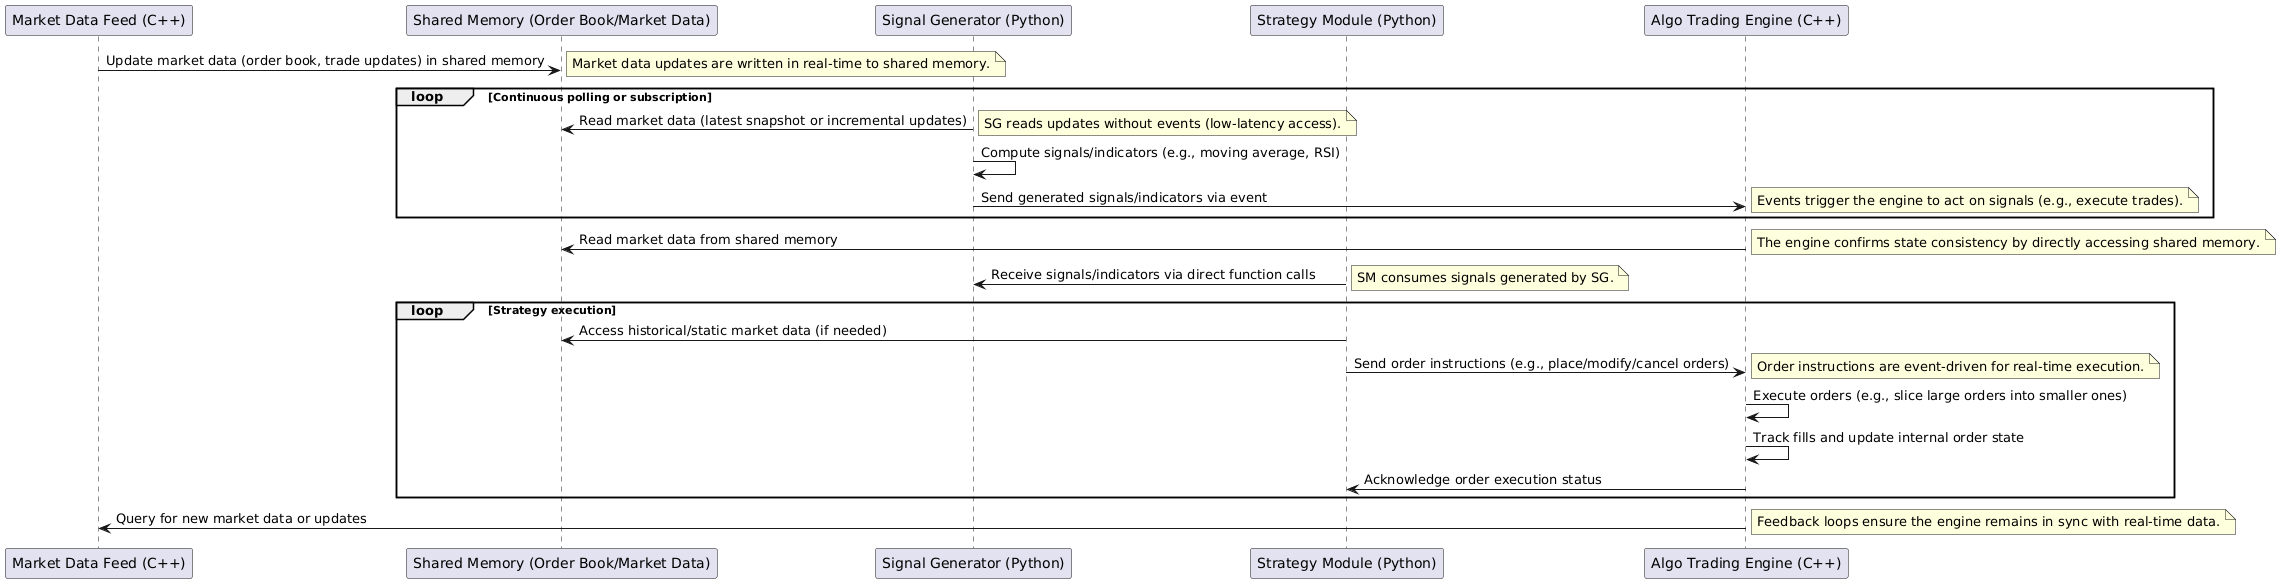 Market Data Feed (C++)
Shared Memory (Order Book/Market Data)
Signal Generator (Python)
Strategy Module (Python)
Algo Trading Engine (C++)
Update market data (order book, trade updates) in shared memory
Market data updates are written in real-time to shared memory.
loop
[Continuous polling or subscription]
Read market data (latest snapshot or incremental updates)
SG reads updates without events (low-latency access).
Compute signals/indicators (e.g., moving average, RSI)
Send generated signals/indicators via event
Events trigger the engine to act on signals (e.g., execute trades).
Read market data from shared memory
The engine confirms state consistency by directly accessing shared memory.
Receive signals/indicators via direct function calls
SM consumes signals generated by SG.
loop
[Strategy execution]
Access historical/static market data (if needed)
Send order instructions (e.g., place/modify/cancel orders)
Order instructions are event-driven for real-time execution.
Execute orders (e.g., slice large orders into smaller ones)
Track fills and update internal order state
Acknowledge order execution status
Query for new market data or updates
Feedback loops ensure the engine remains in sync with real-time data.
Market Data Feed (C++)
Shared Memory (Order Book/Market Data)
Signal Generator (Python)
Strategy Module (Python)
Algo Trading Engine (C++)